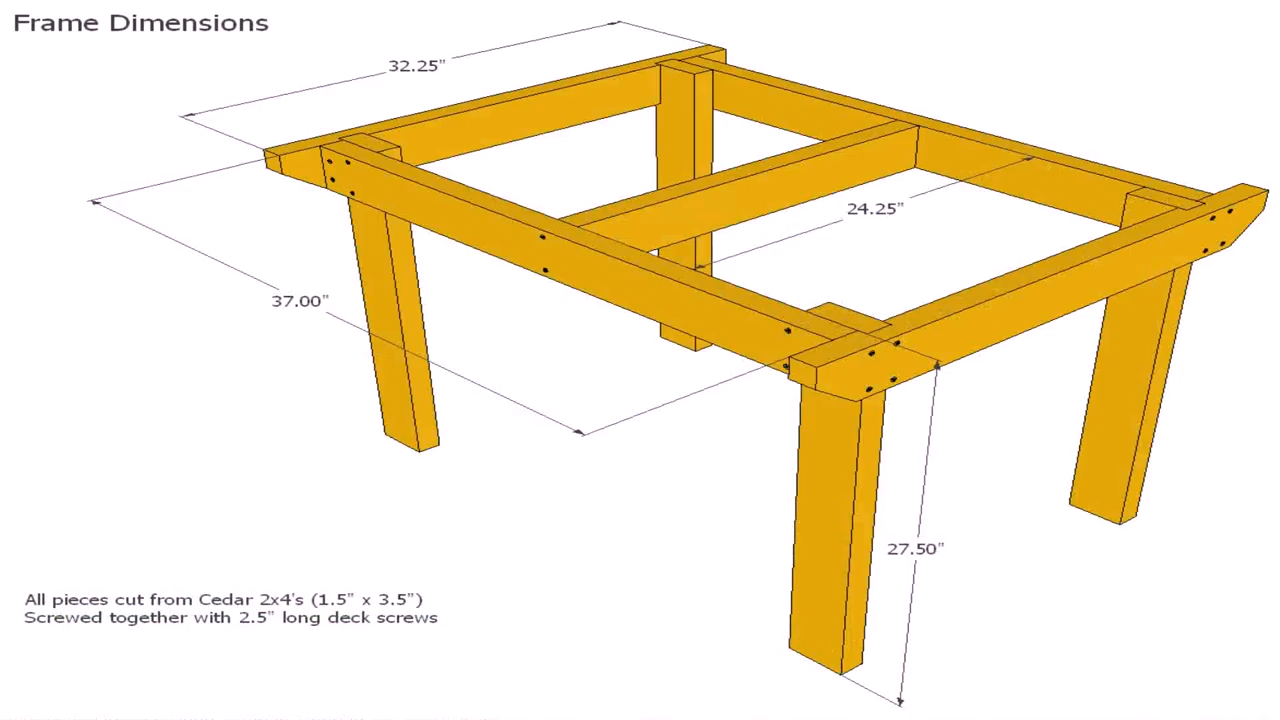 Frame Dimensions
32.25"
24.25"
37.00"
27.50"
All pieces cut from Cedar 2x4's (1.5" x 3.5")
Screwed together with 2.5" long deck screws